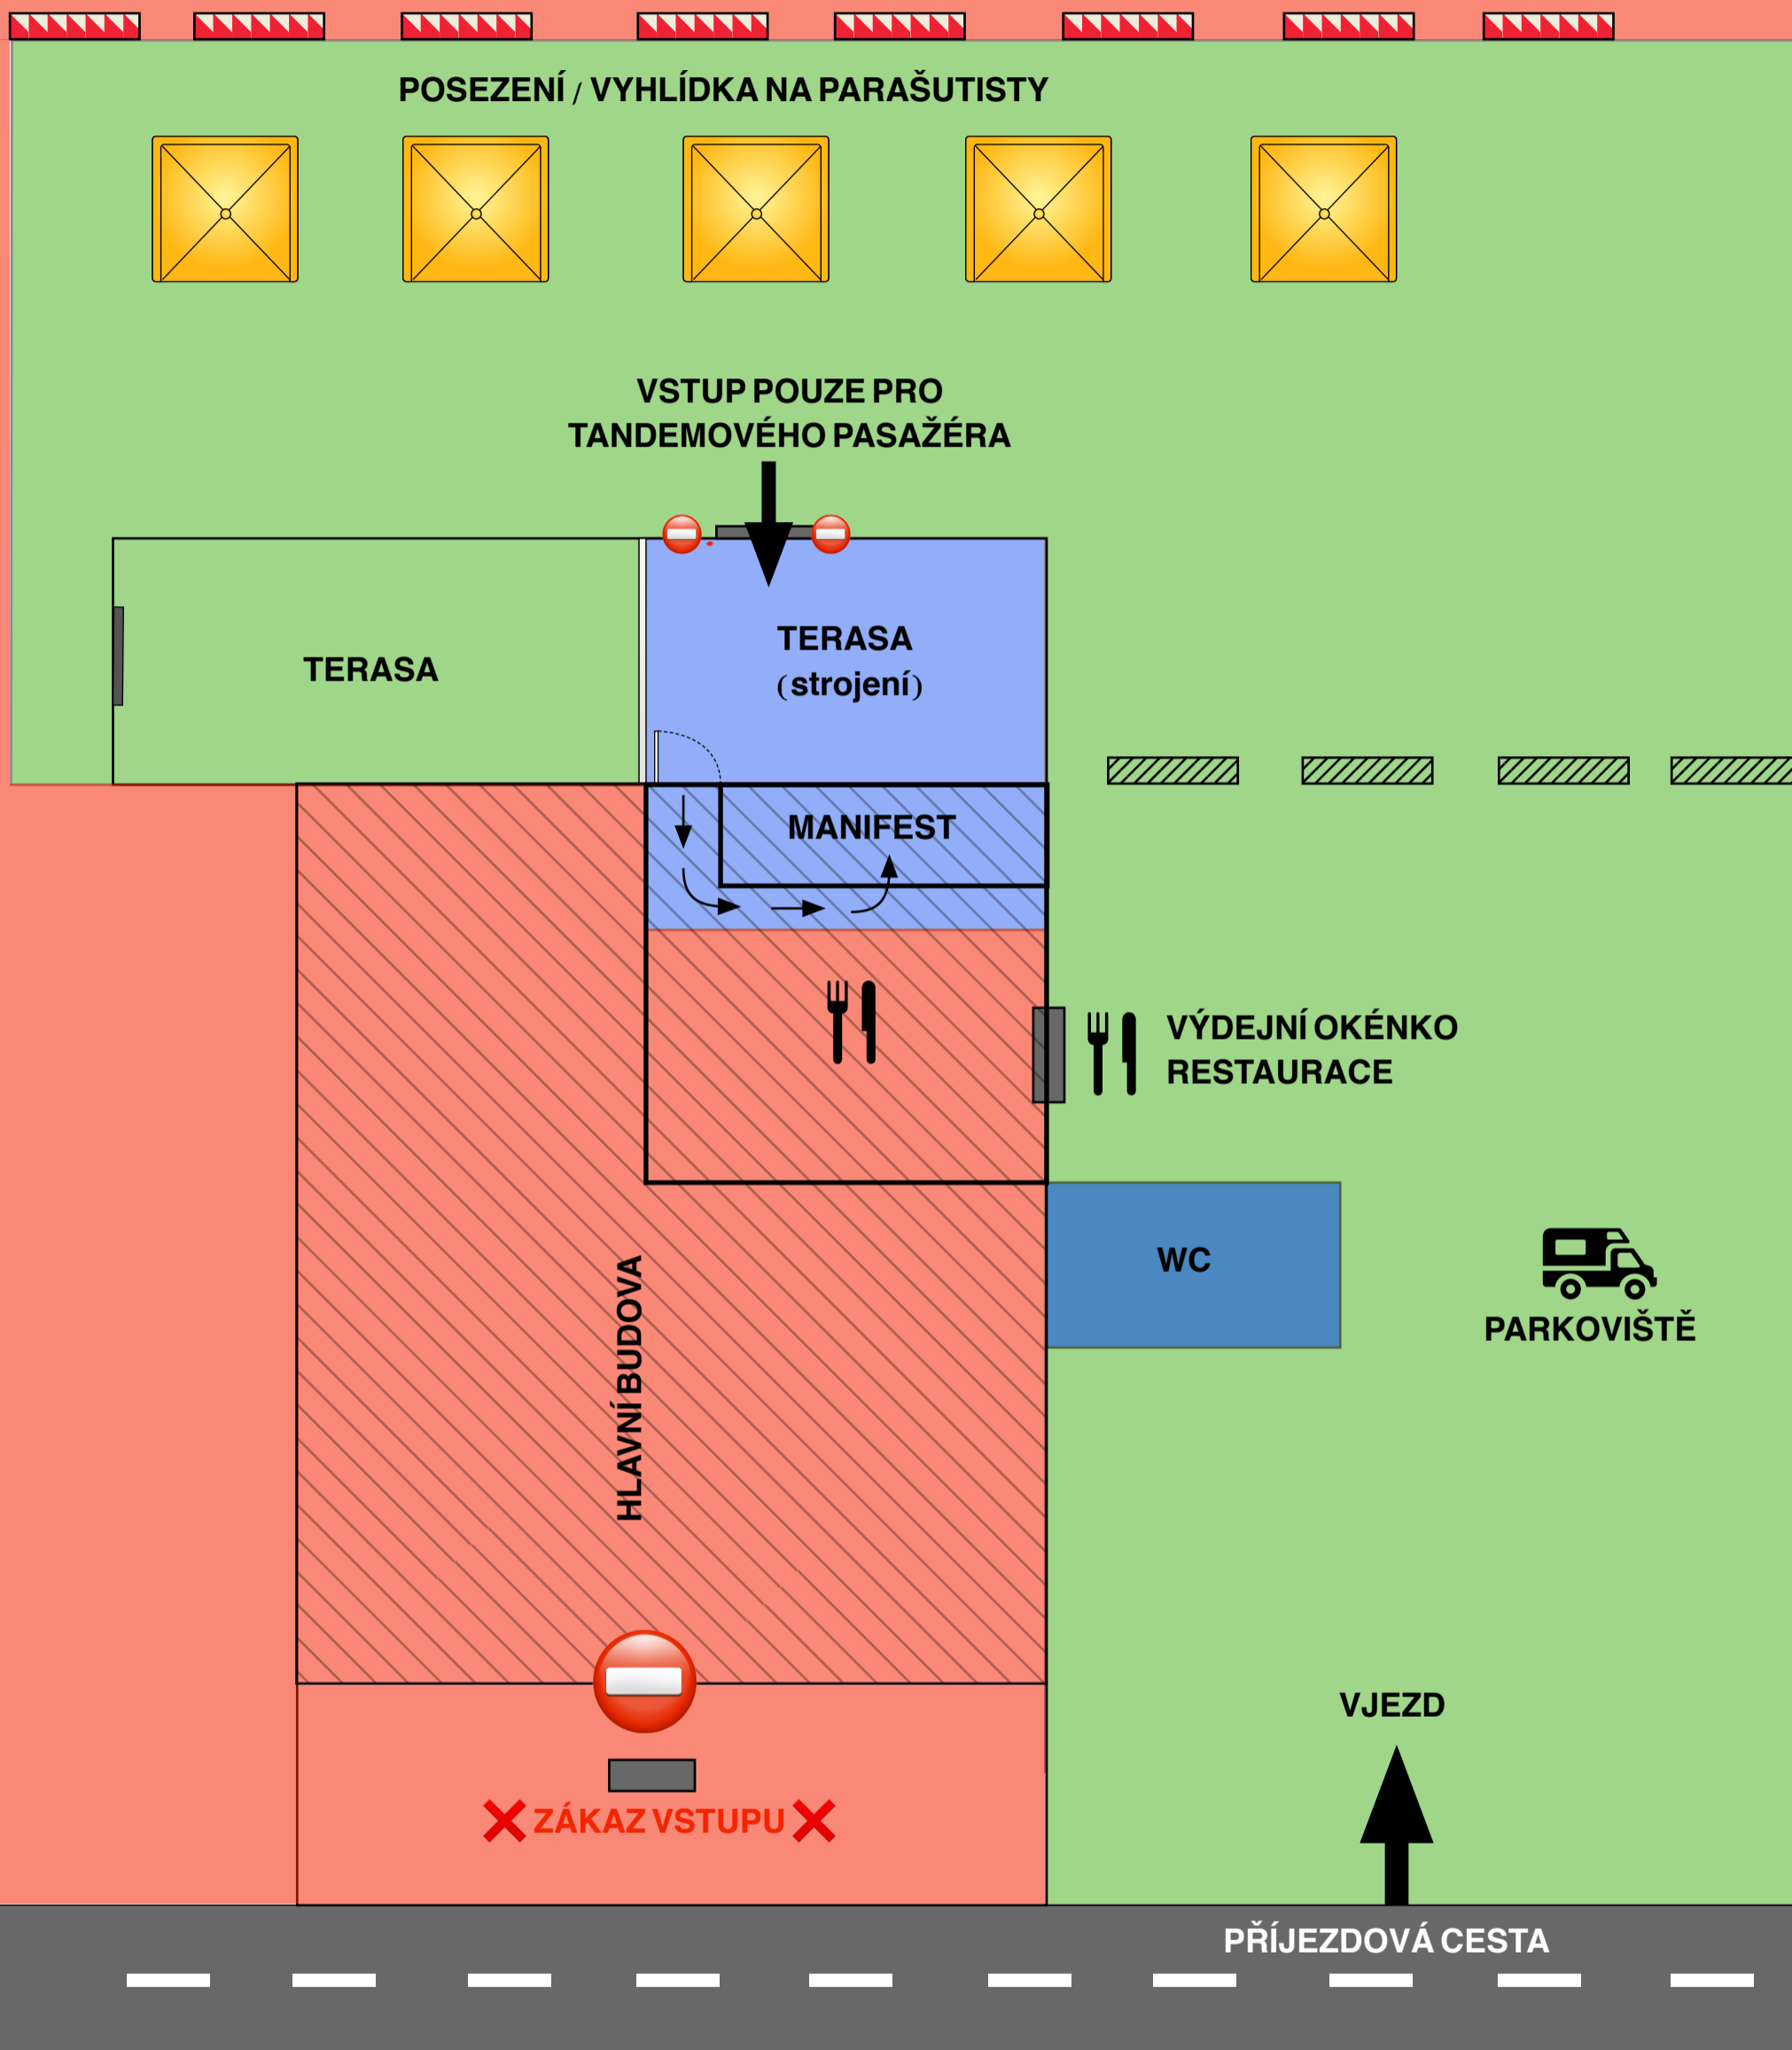 POSEZENÍ / VYHLÍDKA NA PARAŠUTISTY
VSTUP POUZE PRO
TANDEMOVÉHO PASAŽÉRA
TERASA
TERASA
(strojení)
MANIFEST
VÝDEJNÍ OKÉNKO
RESTAURACE
WC
PARKOVIŠTĚ
HLAVNÍ BUDOVA
VJEZD
ZÁKAZ VSTUPU
PŘÍJEZDOVÁ CESTA